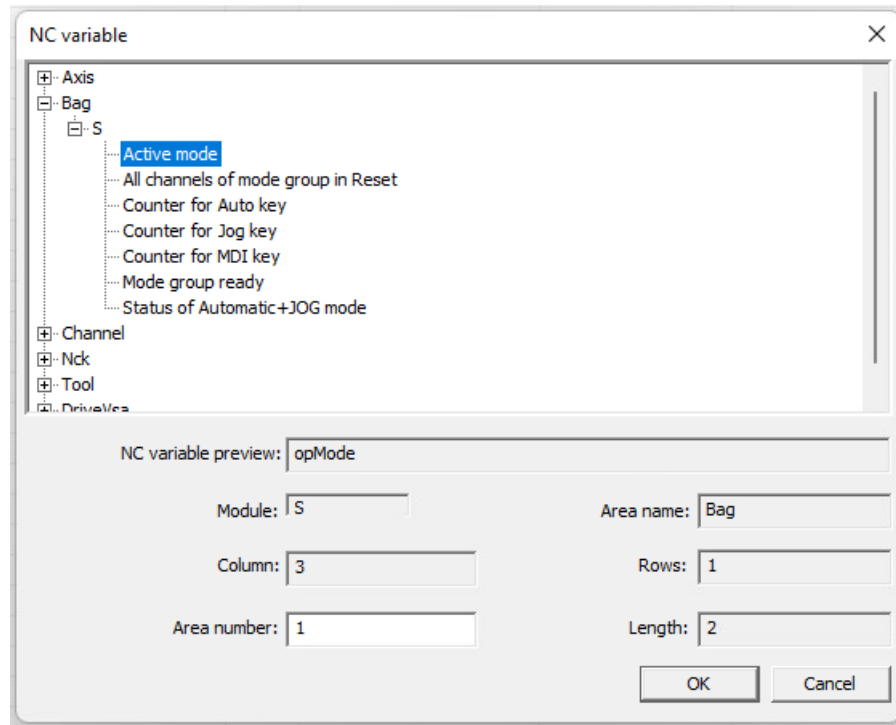 NC variable
Axis
Bag
S
Active mode
All channels of mode group in Reset
Counter for Auto key
Counter for Jog key
Counter for MDI key
Mode group ready
Status of Automatic+JOG mode
Channel
Nck
Tool
DriveVsa
NC variable preview: opMode
Module: S Area name: Bag
Column: 3 Rows: 1
Area number: 1 Length: 2
OK Cancel